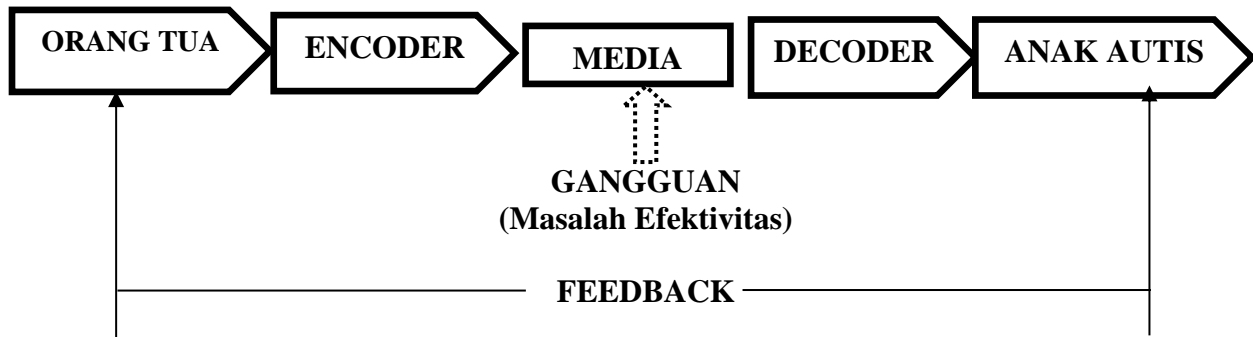 ORANG TUA
ENCODER
MEDIA
DECODER
ANAK AUTIS
GANGGUAN
(Masalah Efektivitas)
FEEDBACK